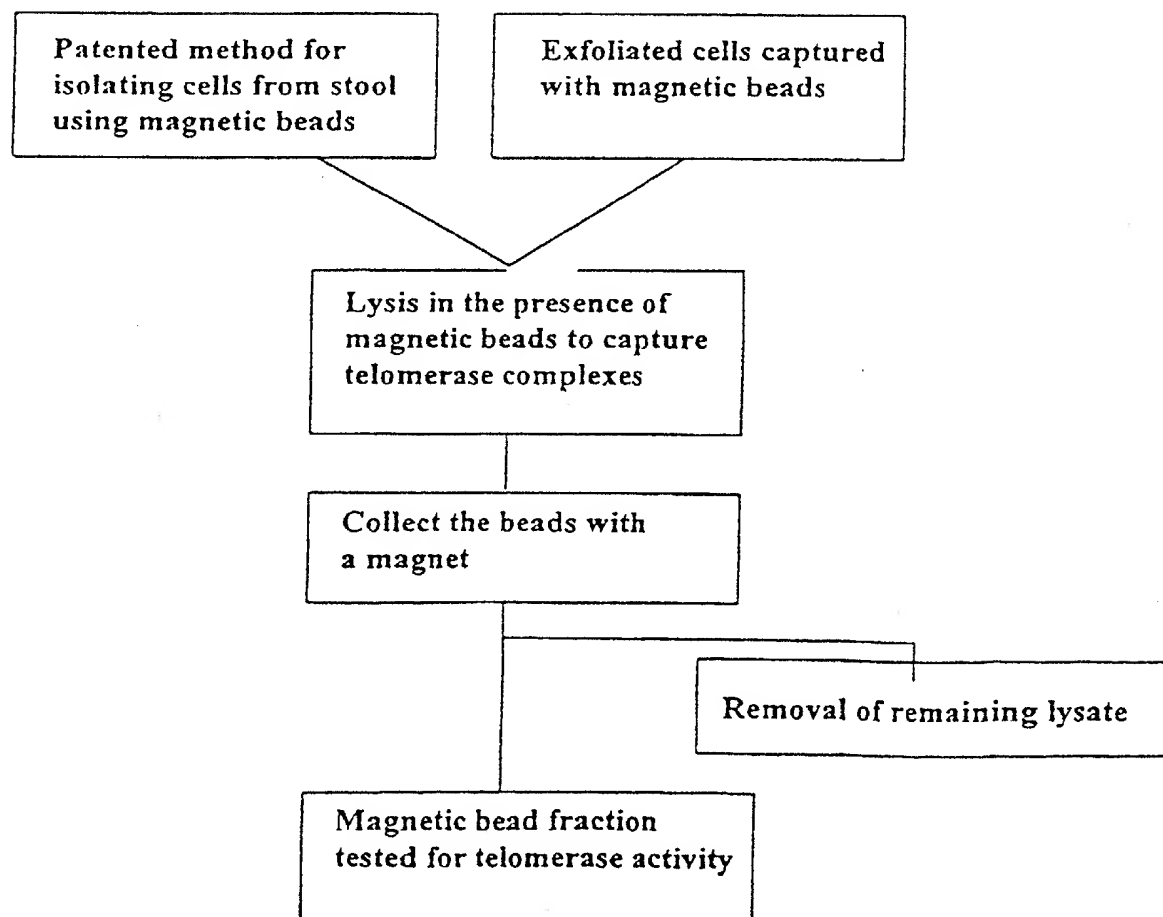 Patented method for
isolating cells from stool
using magnetic beads
Exfoliated cells captured
with magnetic beads
Lysis in the presence of
magnetic beads to capture
telomerase complexes
Collect the beads with
a magnet
Removal of remaining lysate
Magnetic bead fraction
tested for telomerase activity